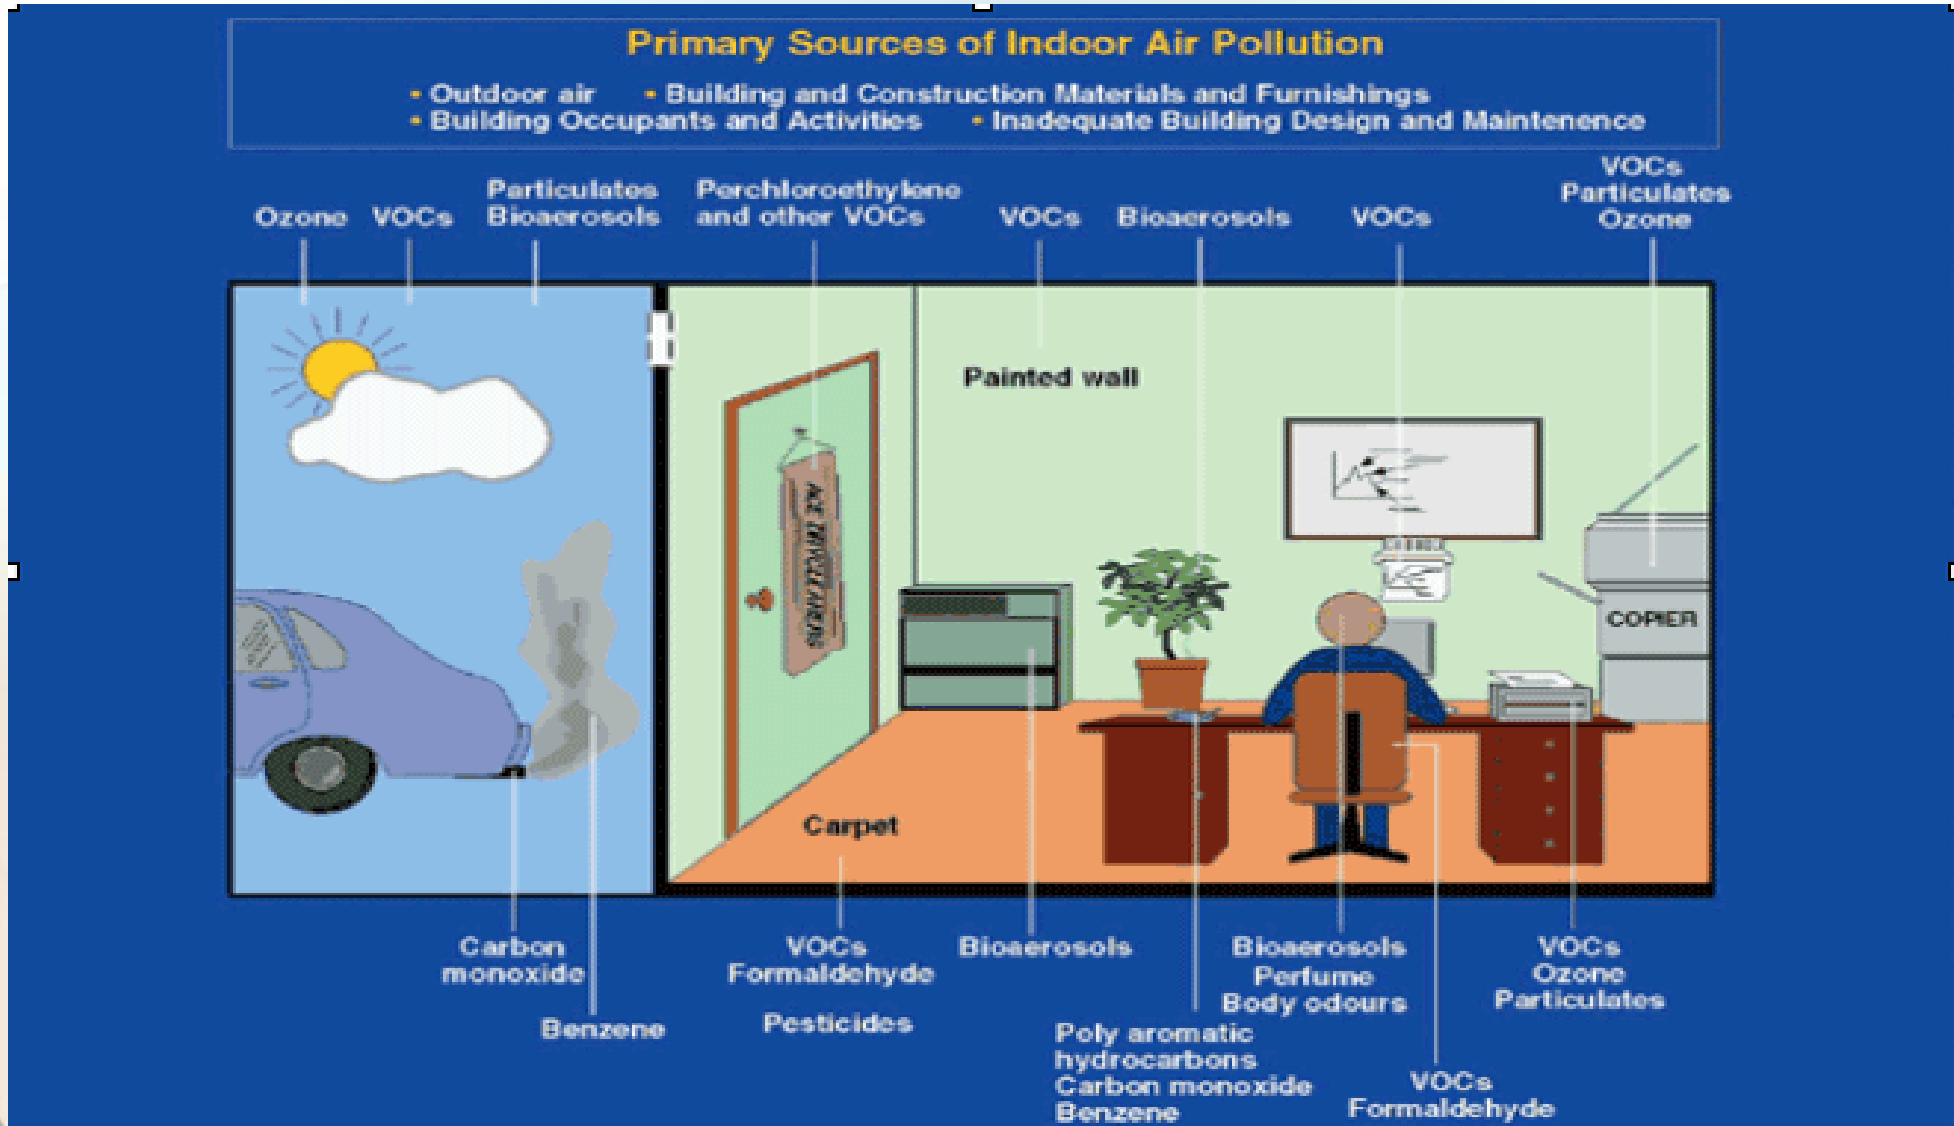 Primary Sources of Indoor Air Pollution
• Outdoor air • Building and Construction Materials and Furnishings
• Building Occupants and Activities • Inadequate Building Design and Maintenence
Ozone
VOCs
Particulates
Bioaerosols
Perchloroethylene
and other VOCs
VOCs
Bioaerosols
VOCs
VOCs
Particulates
Ozone
Painted wall
COPIER
Carpet
Carbon
monoxide
Benzene
VOCs
Formaldehyde
Pesticides
Bioaerosols
Poly aromatic
hydrocarbons
Carbon monoxide
Benzene
Bioaerosols
Perfume
Body odours
VOCs
Formaldehyde
VOCs
Ozone
Particulates